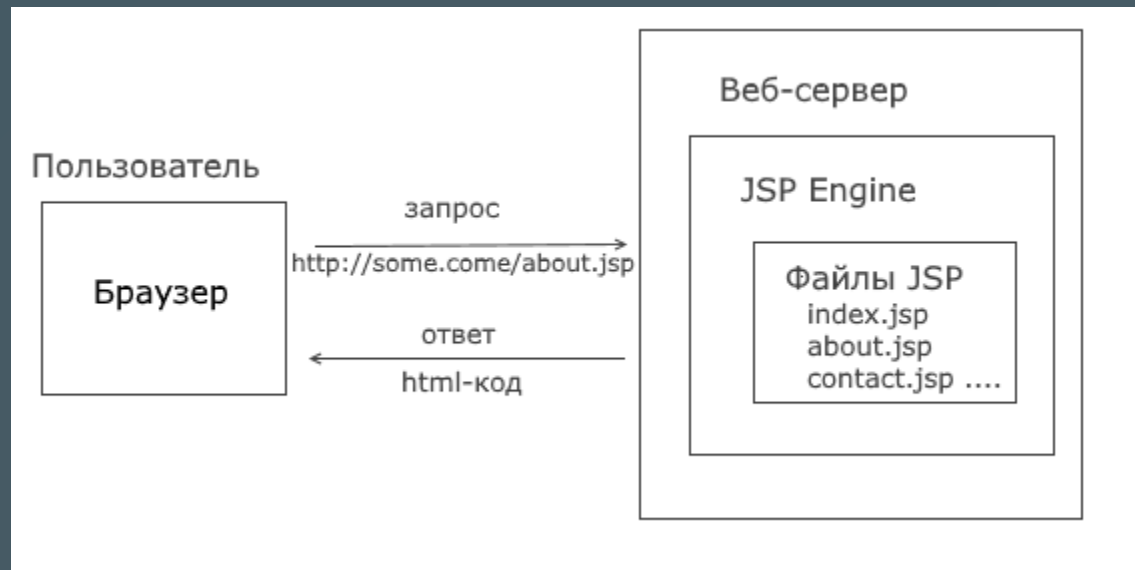 Пользователь
Браузер
запрос
http://some.come/about.jsp
ответ
html-код
Веб-сервер
JSP Engine
Файлы JSP
index.jsp
about.jsp
contact.jsp ....